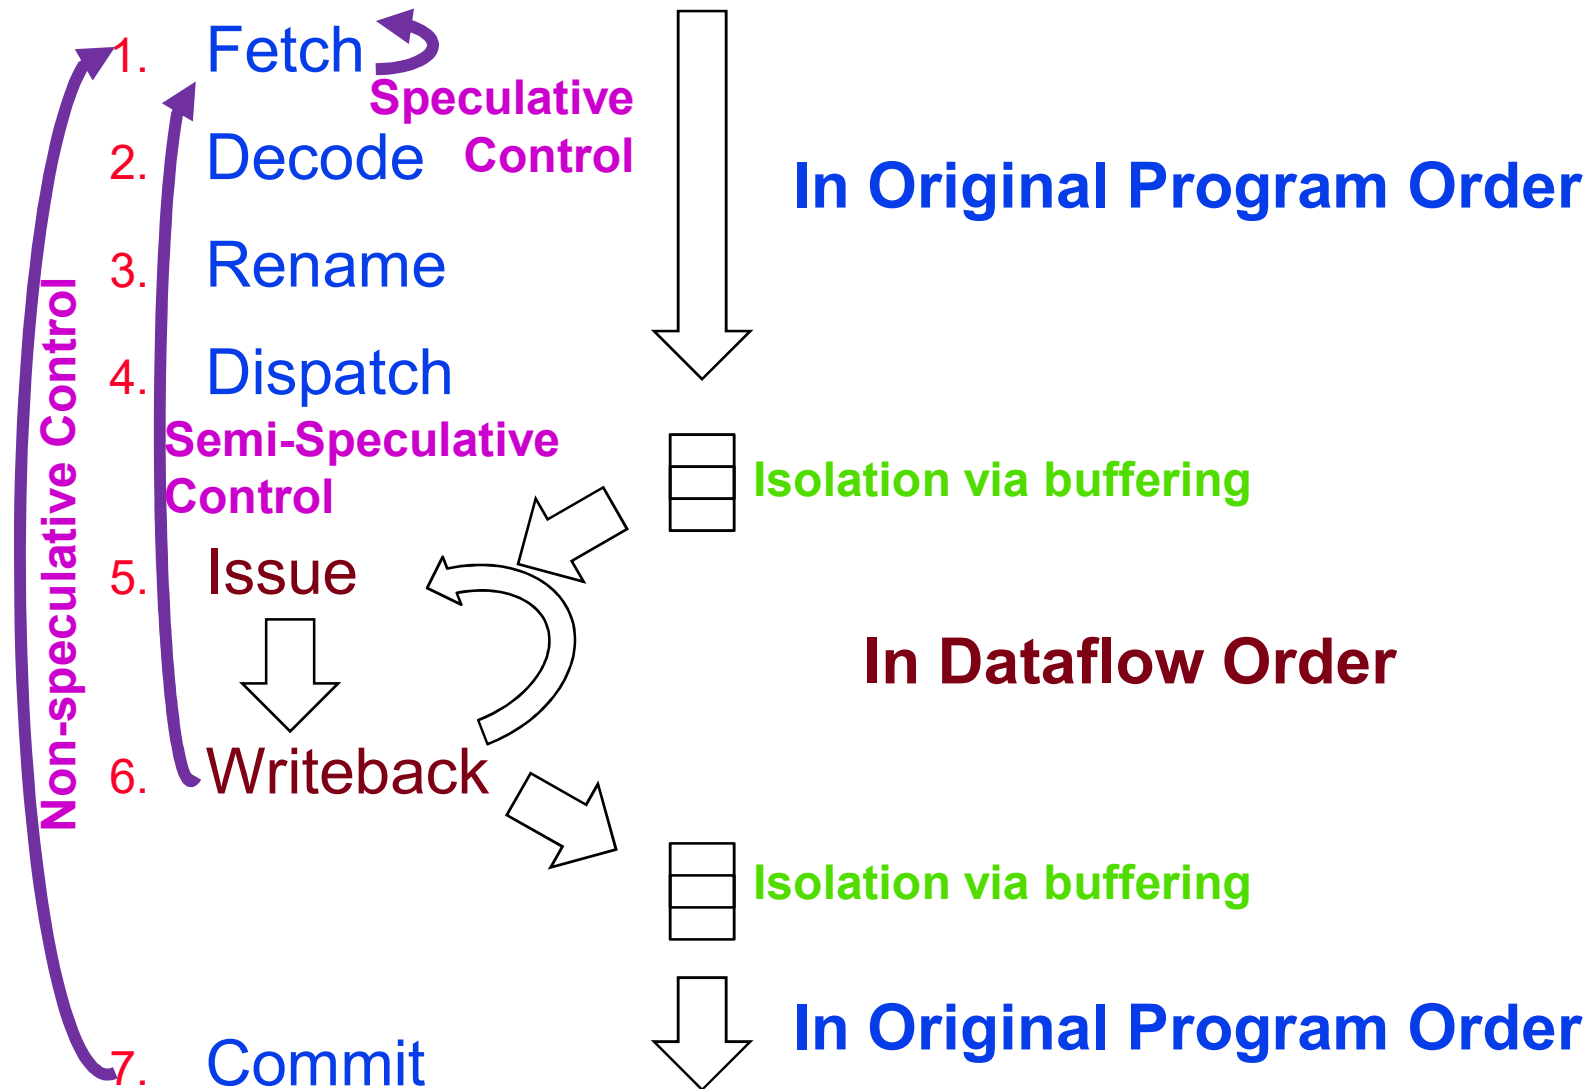 1. Fetch
Speculative
Control
2. Decode
In Original Program Order
3. Rename
4. Dispatch
Non-speculative Control
Semi-Speculative
Control
Isolation via buffering
5. Issue
In Dataflow Order
6. Writeback
Isolation via buffering
In Original Program Order
7. Commit